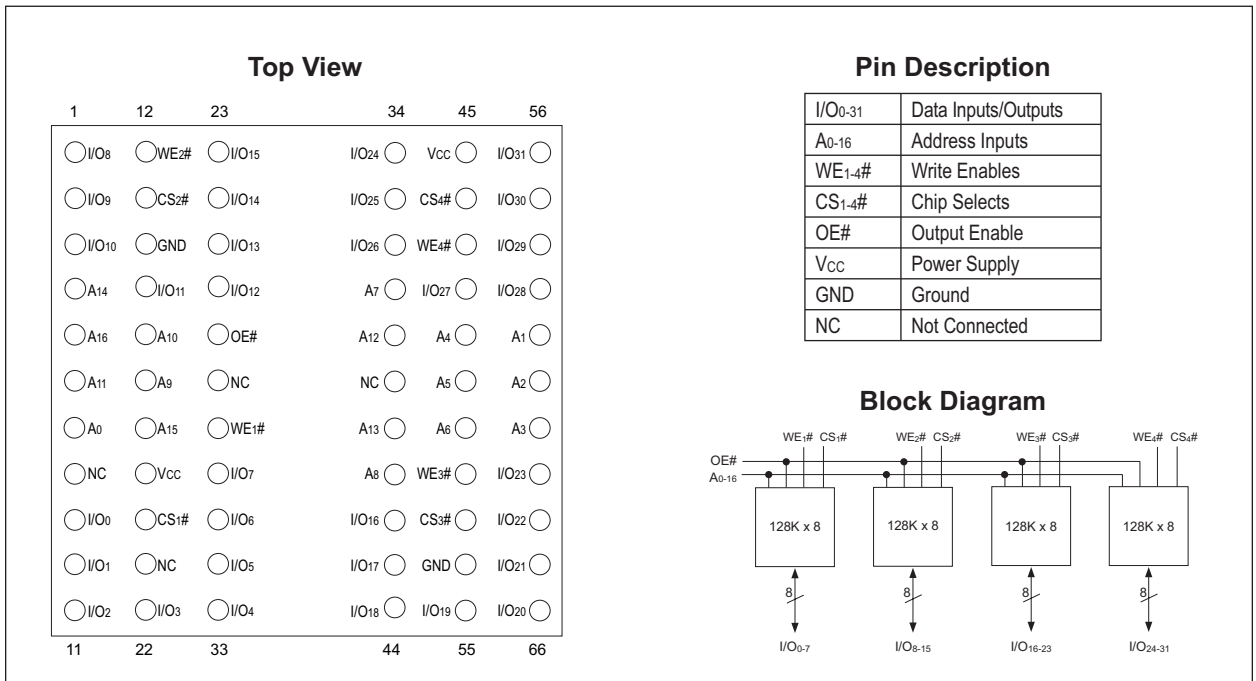 Top View
1 12 23 34 45 56
I/O8 WE2# I/O15 I/O24 VCC I/O31
I/O9 CS2# I/O14 I/O25 CS4# I/O30
I/O10 GND I/O13 I/O26 WE4# I/O29
A14 I/O11 I/O12 A7 I/O27 I/O28
A16 A10 OE# A12 A4 A1
A11 A9 NC NC A5 A2
A0 A15 WE1# A13 A6 A3
NC VCC I/O7 A8 WE3# I/O23
I/O0 CS1# I/O6 I/O16 CS3# I/O22
I/O1 NC I/O5 I/O17 GND I/O21
I/O2 I/O3 I/O4 I/O18 I/O19 I/O20
11 22 33 44 55 66
Pin Description
I/O0-31 Data Inputs/Outputs
A0-16 Address Inputs
WE1-4# Write Enables
CS1-4# Chip Selects
OE# Output Enable
VCC Power Supply
GND Ground
NC Not Connected
Block Diagram
WE1# CS1# WE2# CS2# WE3# CS3# WE4# CS4#
OE#
A0-16
128K x 8 128K x 8 128K x 8 128K x 8
8 8 8 8
I/O0-7 I/O8-15 I/O16-23 I/O24-31